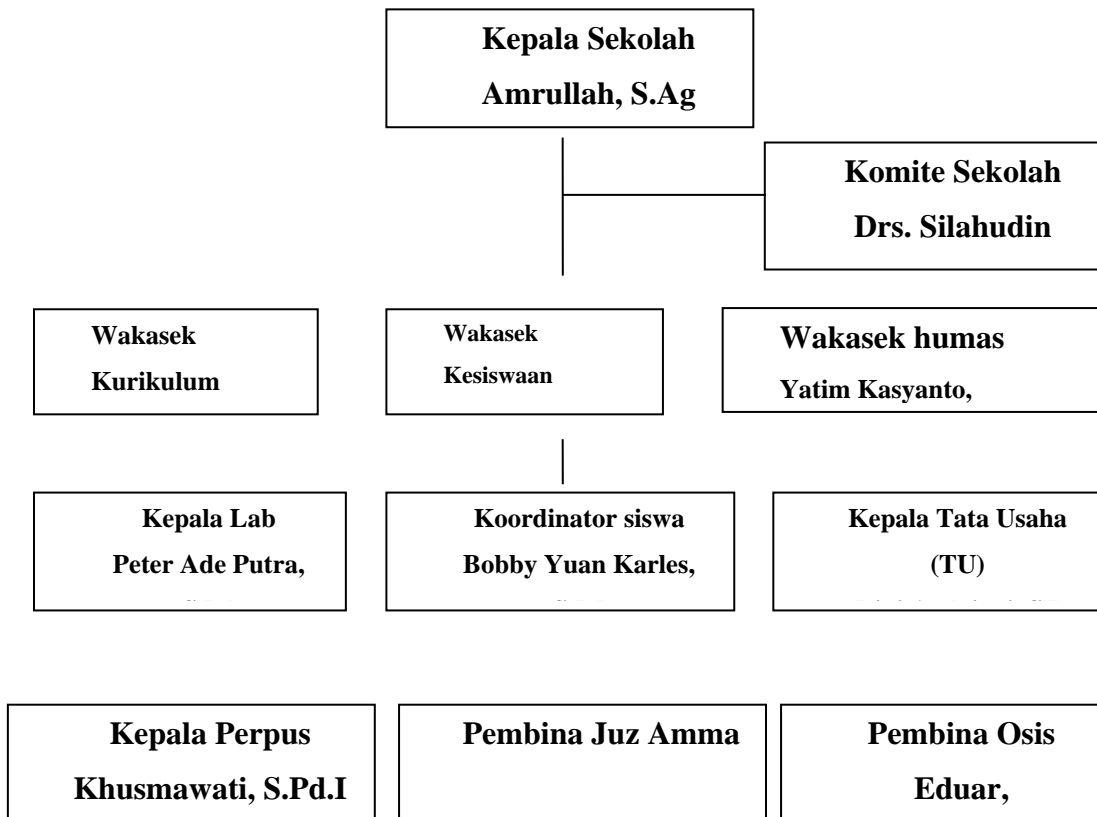 Kepala Sekolah
Amrullah, S.Ag
Komite Sekolah
Drs. Silahudin
Wakasek
Kurikulum
Wakasek
Kesiswaan
Wakasek humas
Yatim Kasyanto,
Kepala Lab
Peter Ade Putra,
Koordinator siswa
Bobby Yuan Karles,
Kepala Tata Usaha
(TU)
Kepala Perpus
Khusmawati, S.Pd.I
Pembina Juz Amma
Pembina Osis
Eduar,